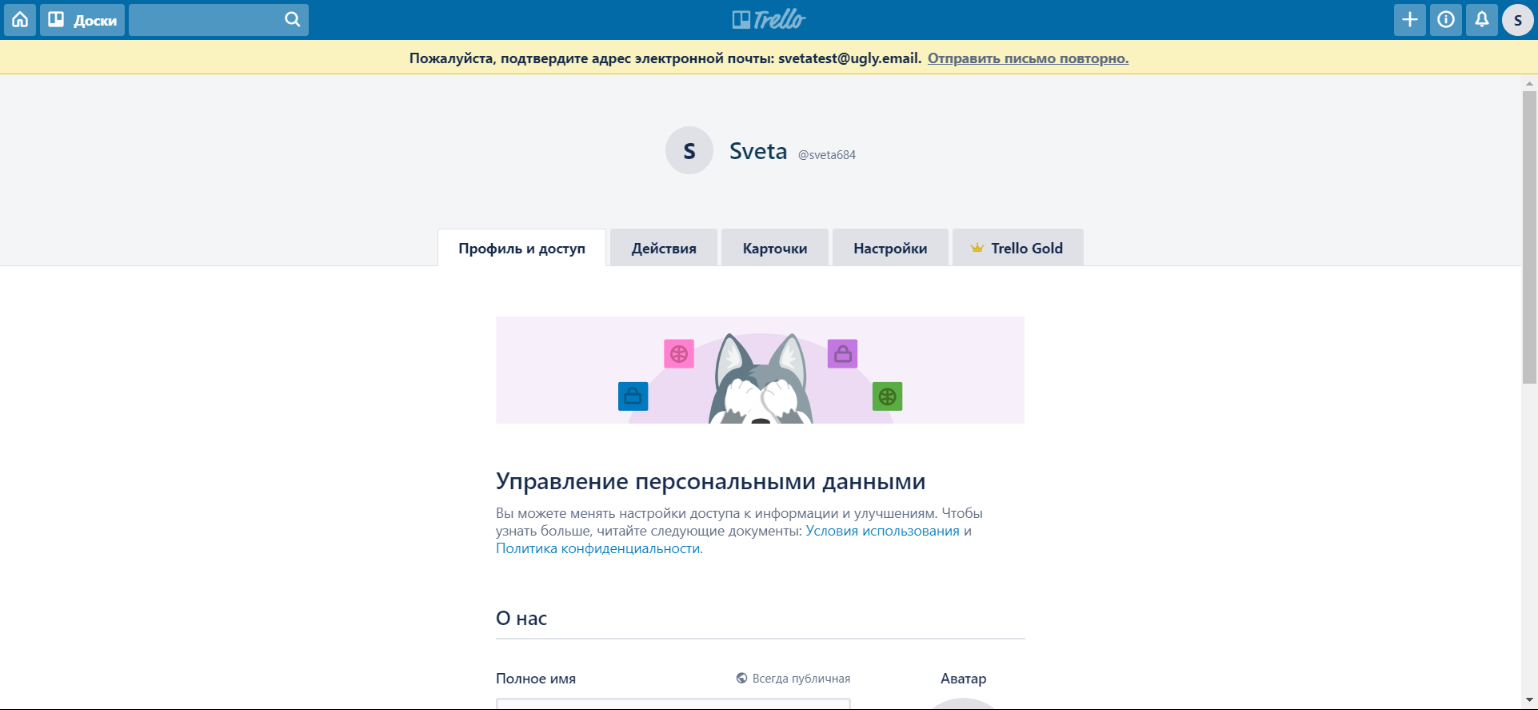 Доски
Trello
S
Пожалуйста, подтвердите адрес электронной почты: svetatest@ugly.email. Отправить письмо повторно.
S
Sveta @sveta684
Профиль и доступ
Действия
Карточки
Настройки
Trello Gold
Управление персональными данными
Вы можете менять настройки доступа к информации и улучшениям. Чтобы
узнать больше, читайте следующие документы: Условия использования и
Политика конфиденциальности.
О нас
Полное имя
Всегда публичная
Аватар